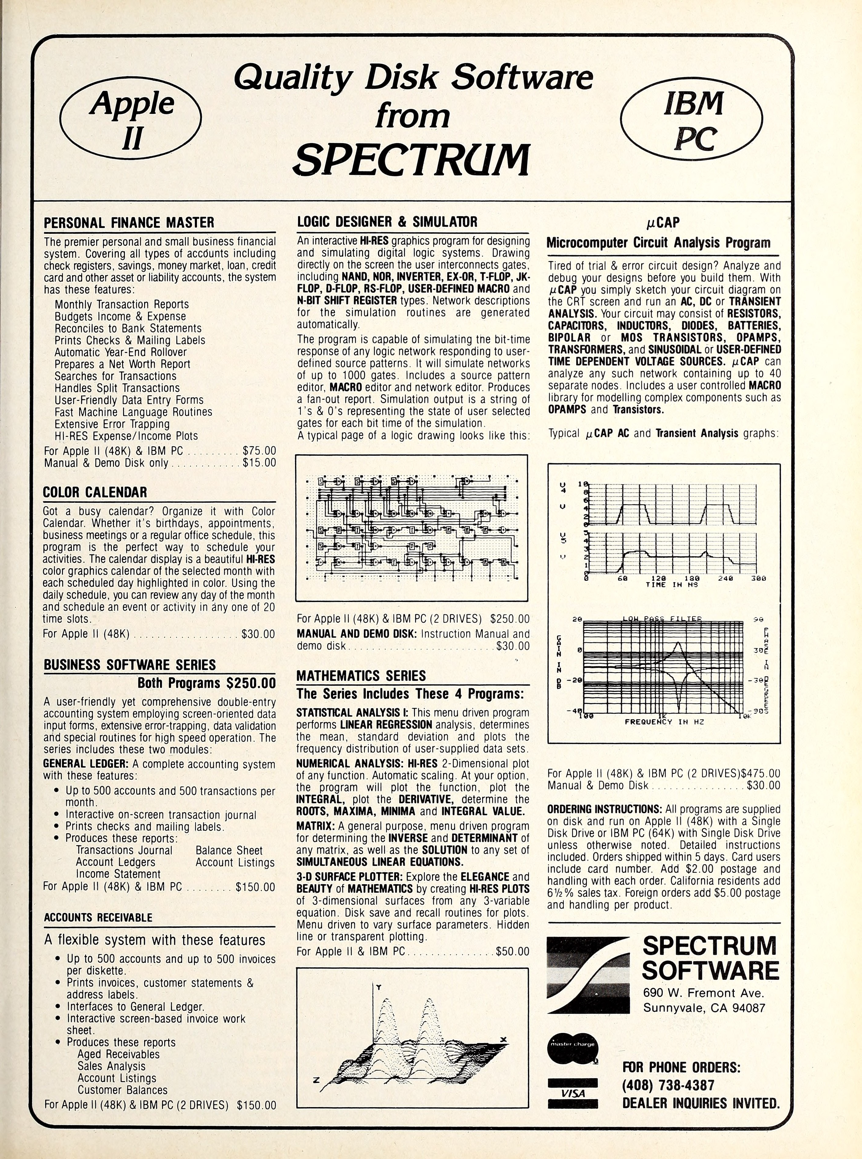 Apple
II
Quality Disk Software
from
SPECTRUM
IBM
PC
PERSONAL FINANCE MASTER
The premier personal and small business financial
system. Covering all types of accounts including
check registers, savings, money market, loan, credit
card and other asset or liability accounts, the system
has these features:
Monthly Transaction Reports
Budgets Income & Expense
Reconciles to Bank Statements
Prints Checks & Mailing Labels
Automatic Year-End Rollover
Prepares a Net Worth Report
Searches for Transactions
Handles Split Transactions
User-Friendly Data Entry Forms
Fast Machine Language Routines
Extensive Error Trapping
HI-RES Expense/Income Plots
For Apple II (48K) & IBM PC ......... $75.00
Manual & Demo Disk only ............ $15.00
COLOR CALENDAR
Got a busy calendar? Organize it with Color
Calendar. Whether it's birthdays, appointments,
business meetings or a regular office schedule, this
program is the perfect way to schedule your
activities. The calendar display is a beautiful HI-RES
color graphics calendar of the selected month with
each scheduled day highlighted in color. Using the
daily schedule, you can review any day of the month
and schedule an event or activity in any one of 20
time slots.
For Apple II (48K) ................. $30.00
BUSINESS SOFTWARE SERIES
Both Programs $250.00
A user-friendly yet comprehensive double-entry
accounting system employing screen-oriented data
input forms, extensive error-trapping, data validation
and special routines for high speed operation. The
series includes these two modules:
GENERAL LEDGER: A complete accounting system
with these features:
• Up to 500 accounts and 500 transactions per
month.
• Interactive on-screen transaction journal
• Prints checks and mailing labels.
• Produces these reports:
Transactions Journal Balance Sheet
Account Ledgers Account Listings
Income Statement
For Apple II (48K) & IBM PC ........ $150.00
ACCOUNTS RECEIVABLE
A flexible system with these features
• Up to 500 accounts and up to 500 invoices
per diskette.
• Prints invoices, customer statements &
address labels.
• Interfaces to General Ledger.
• Interactive screen-based invoice work
sheet.
• Produces these reports
Aged Receivables
Sales Analysis
Account Listings
Customer Balances
For Apple II (48K) & IBM PC (2 DRIVES) $150.00
LOGIC DESIGNER & SIMULATOR
An interactive HI-RES graphics program for designing
and simulating digital logic systems. Drawing
directly on the screen the user interconnects gates,
including NAND, NOR, INVERTER, EX-OR, T-FLOP, JK-
FLOP, D-FLOP, RS-FLOP, USER-DEFINED MACRO and
N-BIT SHIFT REGISTER types. Network descriptions
for the simulation routines are generated
automatically.
The program is capable of simulating the bit-time
response of any logic network responding to user-
defined source patterns. It will simulate networks
of up to 1000 gates. Includes a source pattern
editor, MACRO editor and network editor. Produces
a fan-out report. Simulation output is a string of
1's & 0's representing the state of user selected
gates for each bit time of the simulation.
A typical page of a logic drawing looks like this:
For Apple II (48K) & IBM PC (2 DRIVES) $250.00
MANUAL AND DEMO DISK: Instruction Manual and
demo disk ......................... $30.00
MATHEMATICS SERIES
The Series Includes These 4 Programs:
STATISTICAL ANALYSIS I: This menu driven program
performs LINEAR REGRESSION analysis, determines
the mean, standard deviation and plots the
frequency distribution of user-supplied data sets.
NUMERICAL ANALYSIS: HI-RES 2-Dimensional plot
of any function. Automatic scaling. At your option,
the program will plot the function, plot the
INTEGRAL, plot the DERIVATIVE, determine the
ROOTS, MAXIMA, MINIMA and INTEGRAL VALUE.
MATRIX: A general purpose, menu driven program
for determining the INVERSE and DETERMINANT of
any matrix, as well as the SOLUTION to any set of
SIMULTANEOUS LINEAR EQUATIONS.
3-D SURFACE PLOTTER: Explore the ELEGANCE and
BEAUTY of MATHEMATICS by creating HI-RES PLOTS
of 3-dimensional surfaces from any 3-variable
equation. Disk save and recall routines for plots.
Menu driven to vary surface parameters. Hidden
line or transparent plotting.
For Apple II & IBM PC ............... $50.00
Y
X
Z
µCAP
Microcomputer Circuit Analysis Program
Tired of trial & error circuit design? Analyze and
debug your designs before you build them. With
µCAP you simply sketch your circuit diagram on
the CRT screen and run an AC, DC or TRANSIENT
ANALYSIS. Your circuit may consist of RESISTORS,
CAPACITORS, INDUCTORS, DIODES, BATTERIES,
BIPOLAR or MOS TRANSISTORS, OPAMPS,
TRANSFORMERS, and SINUSOIDAL or USER-DEFINED
TIME DEPENDENT VOLTAGE SOURCES. µCAP can
analyze any such network containing up to 40
separate nodes. Includes a user controlled MACRO
library for modelling complex components such as
OPAMPS and Transistors.
Typical µCAP AC and Transient Analysis graphs:
0 60 120 180 240 300
TIME IN NS
LOW PASS FILTER
20
0
-20
-40
GAIN IN DB
90
-90
100 1K 10K
FREQUENCY IN HZ
For Apple II (48K) & IBM PC (2 DRIVES)$475.00
Manual & Demo Disk ............... $30.00
ORDERING INSTRUCTIONS: All programs are supplied
on disk and run on Apple II (48K) with a Single
Disk Drive or IBM PC (64K) with Single Disk Drive
unless otherwise noted. Detailed instructions
included. Orders shipped within 5 days. Card users
include card number. Add $2.00 postage and
handling with each order. California residents add
6½% sales tax. Foreign orders add $5.00 postage
and handling per product.
SPECTRUM
SOFTWARE
690 W. Fremont Ave.
Sunnyvale, CA 94087
master charge
VISA
FOR PHONE ORDERS:
(408) 738-4387
DEALER INQUIRIES INVITED.